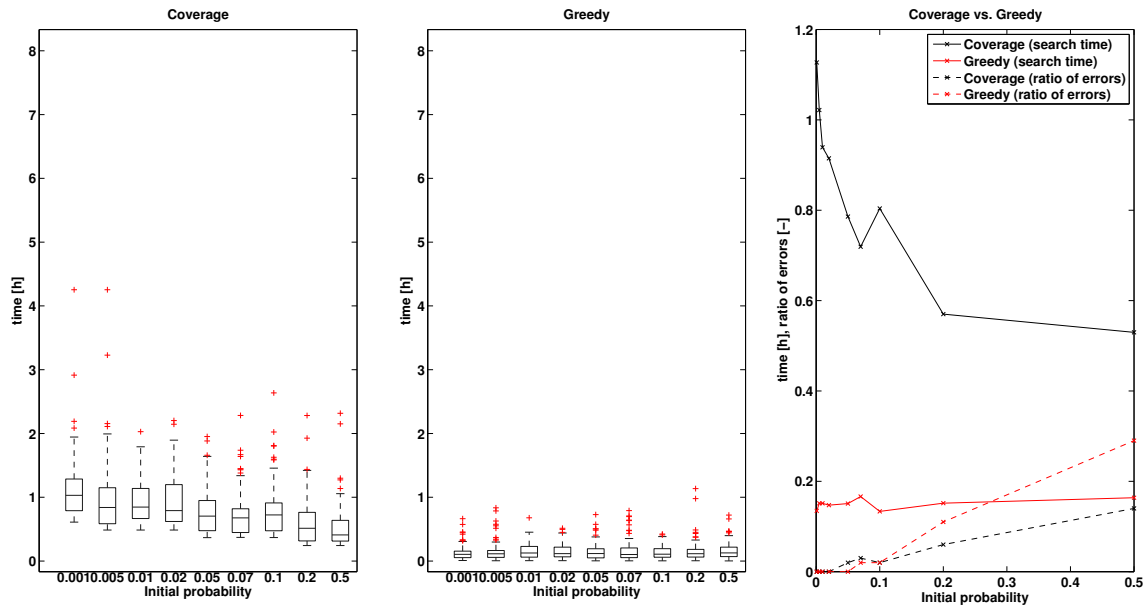 Coverage
8
7
6
5
4
3
2
1
0
time [h]
0.001 0.005 0.01 0.02 0.05 0.07 0.1 0.2 0.5
Initial probability
Greedy
8
7
6
5
4
3
2
1
0
time [h]
0.001 0.005 0.01 0.02 0.05 0.07 0.1 0.2 0.5
Initial probability
Coverage vs. Greedy
Coverage (search time)
Greedy (search time)
Coverage (ratio of errors)
Greedy (ratio of errors)
1.2
1
0.8
0.6
0.4
0.2
0
time [h], ratio of errors [−]
0 0.1 0.2 0.3 0.4 0.5
Initial probability